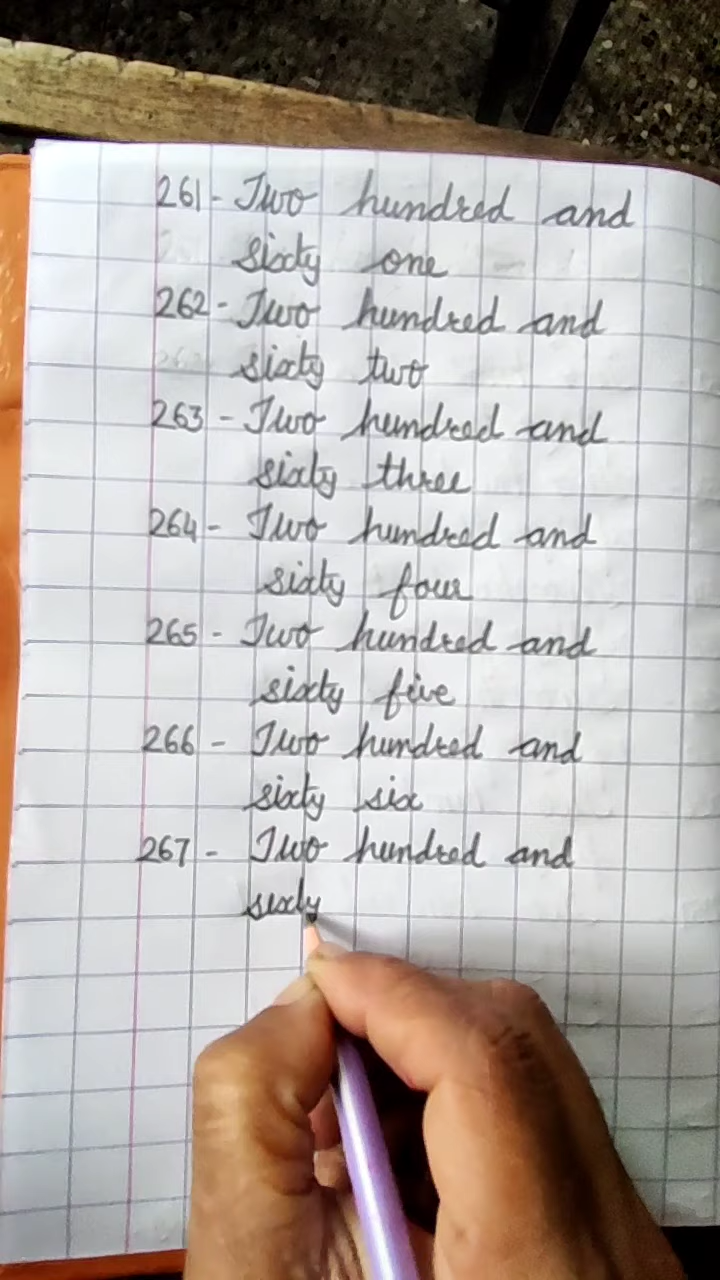 261 - Two hundred and
sixty one
262 - Two hundred and
sixty two
263 - Two hundred and
sixty three
264 - Two hundred and
sixty four
265 - Two hundred and
sixty five
266 - Two hundred and
sixty six
267 - Two hundred and
sixty